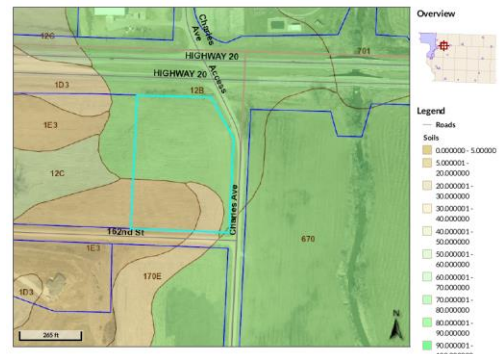 Charles
Ave
12G
HIGHWAY 20
701
HIGHWAY 20
Access
1D3
12B
1E3
12C
Charles Ave
162nd St
1E3
670
170E
1D3
265 ft
N
Overview
Legend
Roads
Soils
0.000000 - 5.00000
5.000001 -
20.000000
20.000001 -
30.000000
30.000001 -
40.000000
40.000001 -
50.000000
50.000001 -
60.000000
60.000001 -
70.000000
70.000001 -
80.000000
80.000001 -
90.000000
90.000001 -